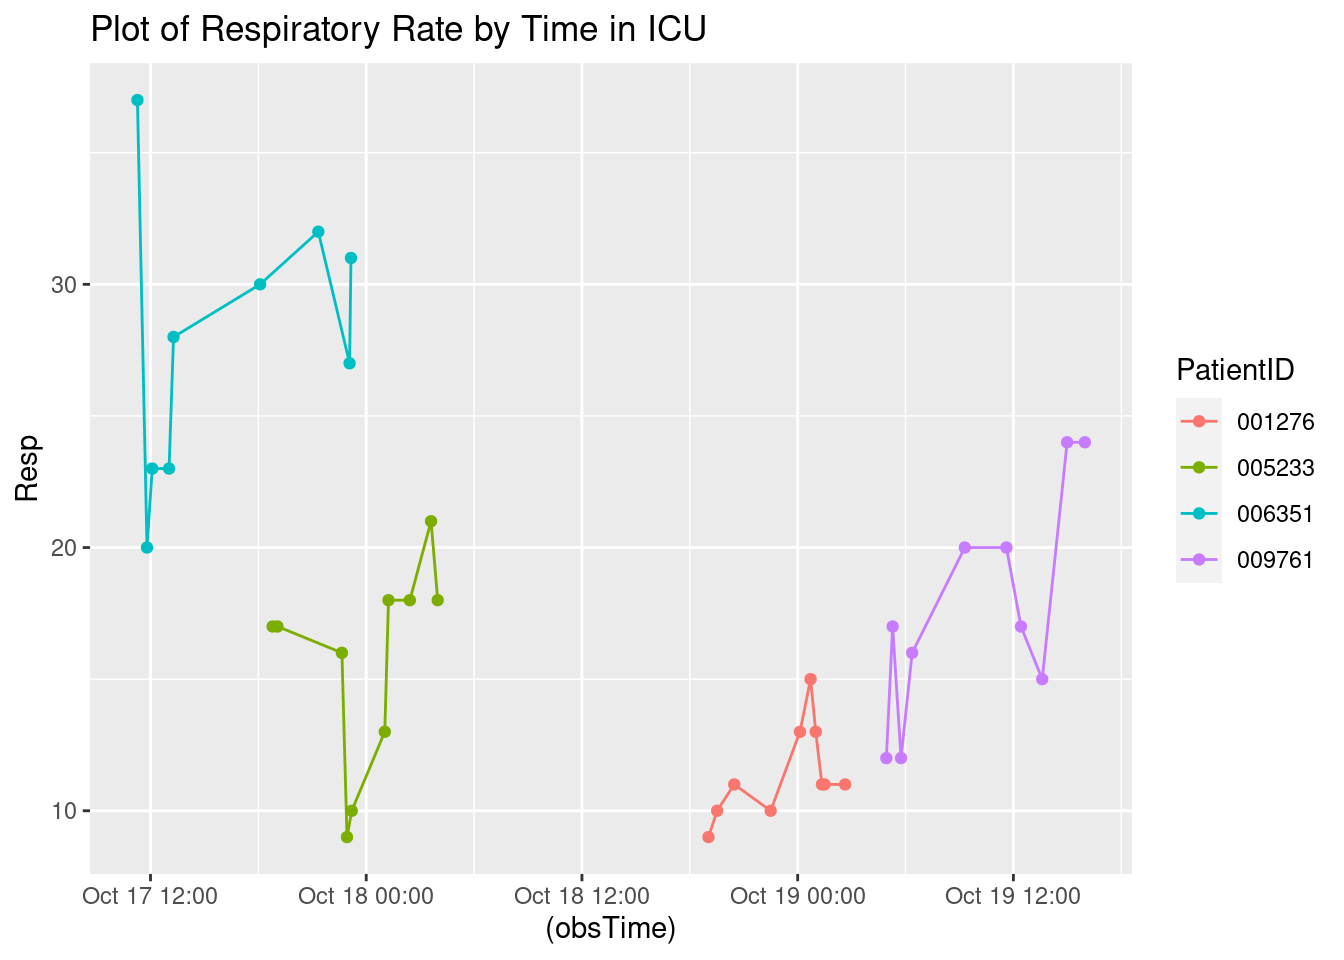 Plot of Respiratory Rate by Time in ICU
Resp
30
20
10
Oct 17 12:00
Oct 18 00:00
Oct 18 12:00
Oct 19 00:00
Oct 19 12:00
(obsTime)
PatientID
001276
005233
006351
009761